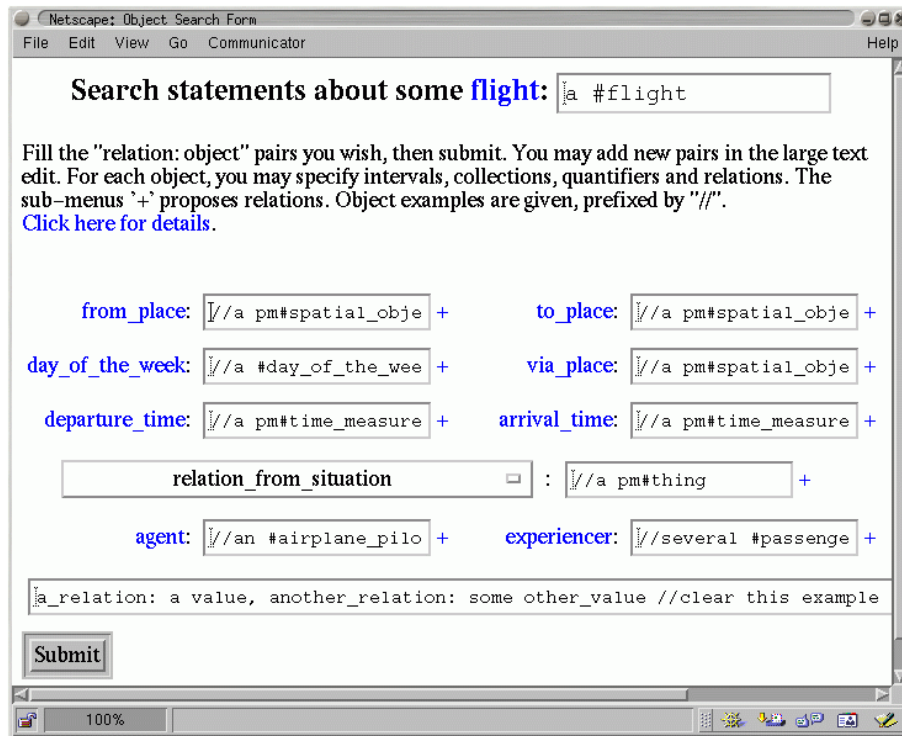 Netscape: Object Search Form
File Edit View Go Communicator Help
Search statements about some flight: a #flight
Fill the "relation: object" pairs you wish, then submit. You may add new pairs in the large text
edit. For each object, you may specify intervals, collections, quantifiers and relations. The
sub-menus '+' proposes relations. Object examples are given, prefixed by "//".
Click here for details.
from_place: //a pm#spatial_obje + to_place: //a pm#spatial_obje +
day_of_the_week: //a #day_of_the_wee + via_place: //a pm#spatial_obje +
departure_time: //a pm#time_measure + arrival_time: //a pm#time_measure +
relation_from_situation : //a pm#thing +
agent: //an #airplane_pilo + experiencer: //several #passenge +
a_relation: a value, another_relation: some other_value //clear this example
Submit
100%